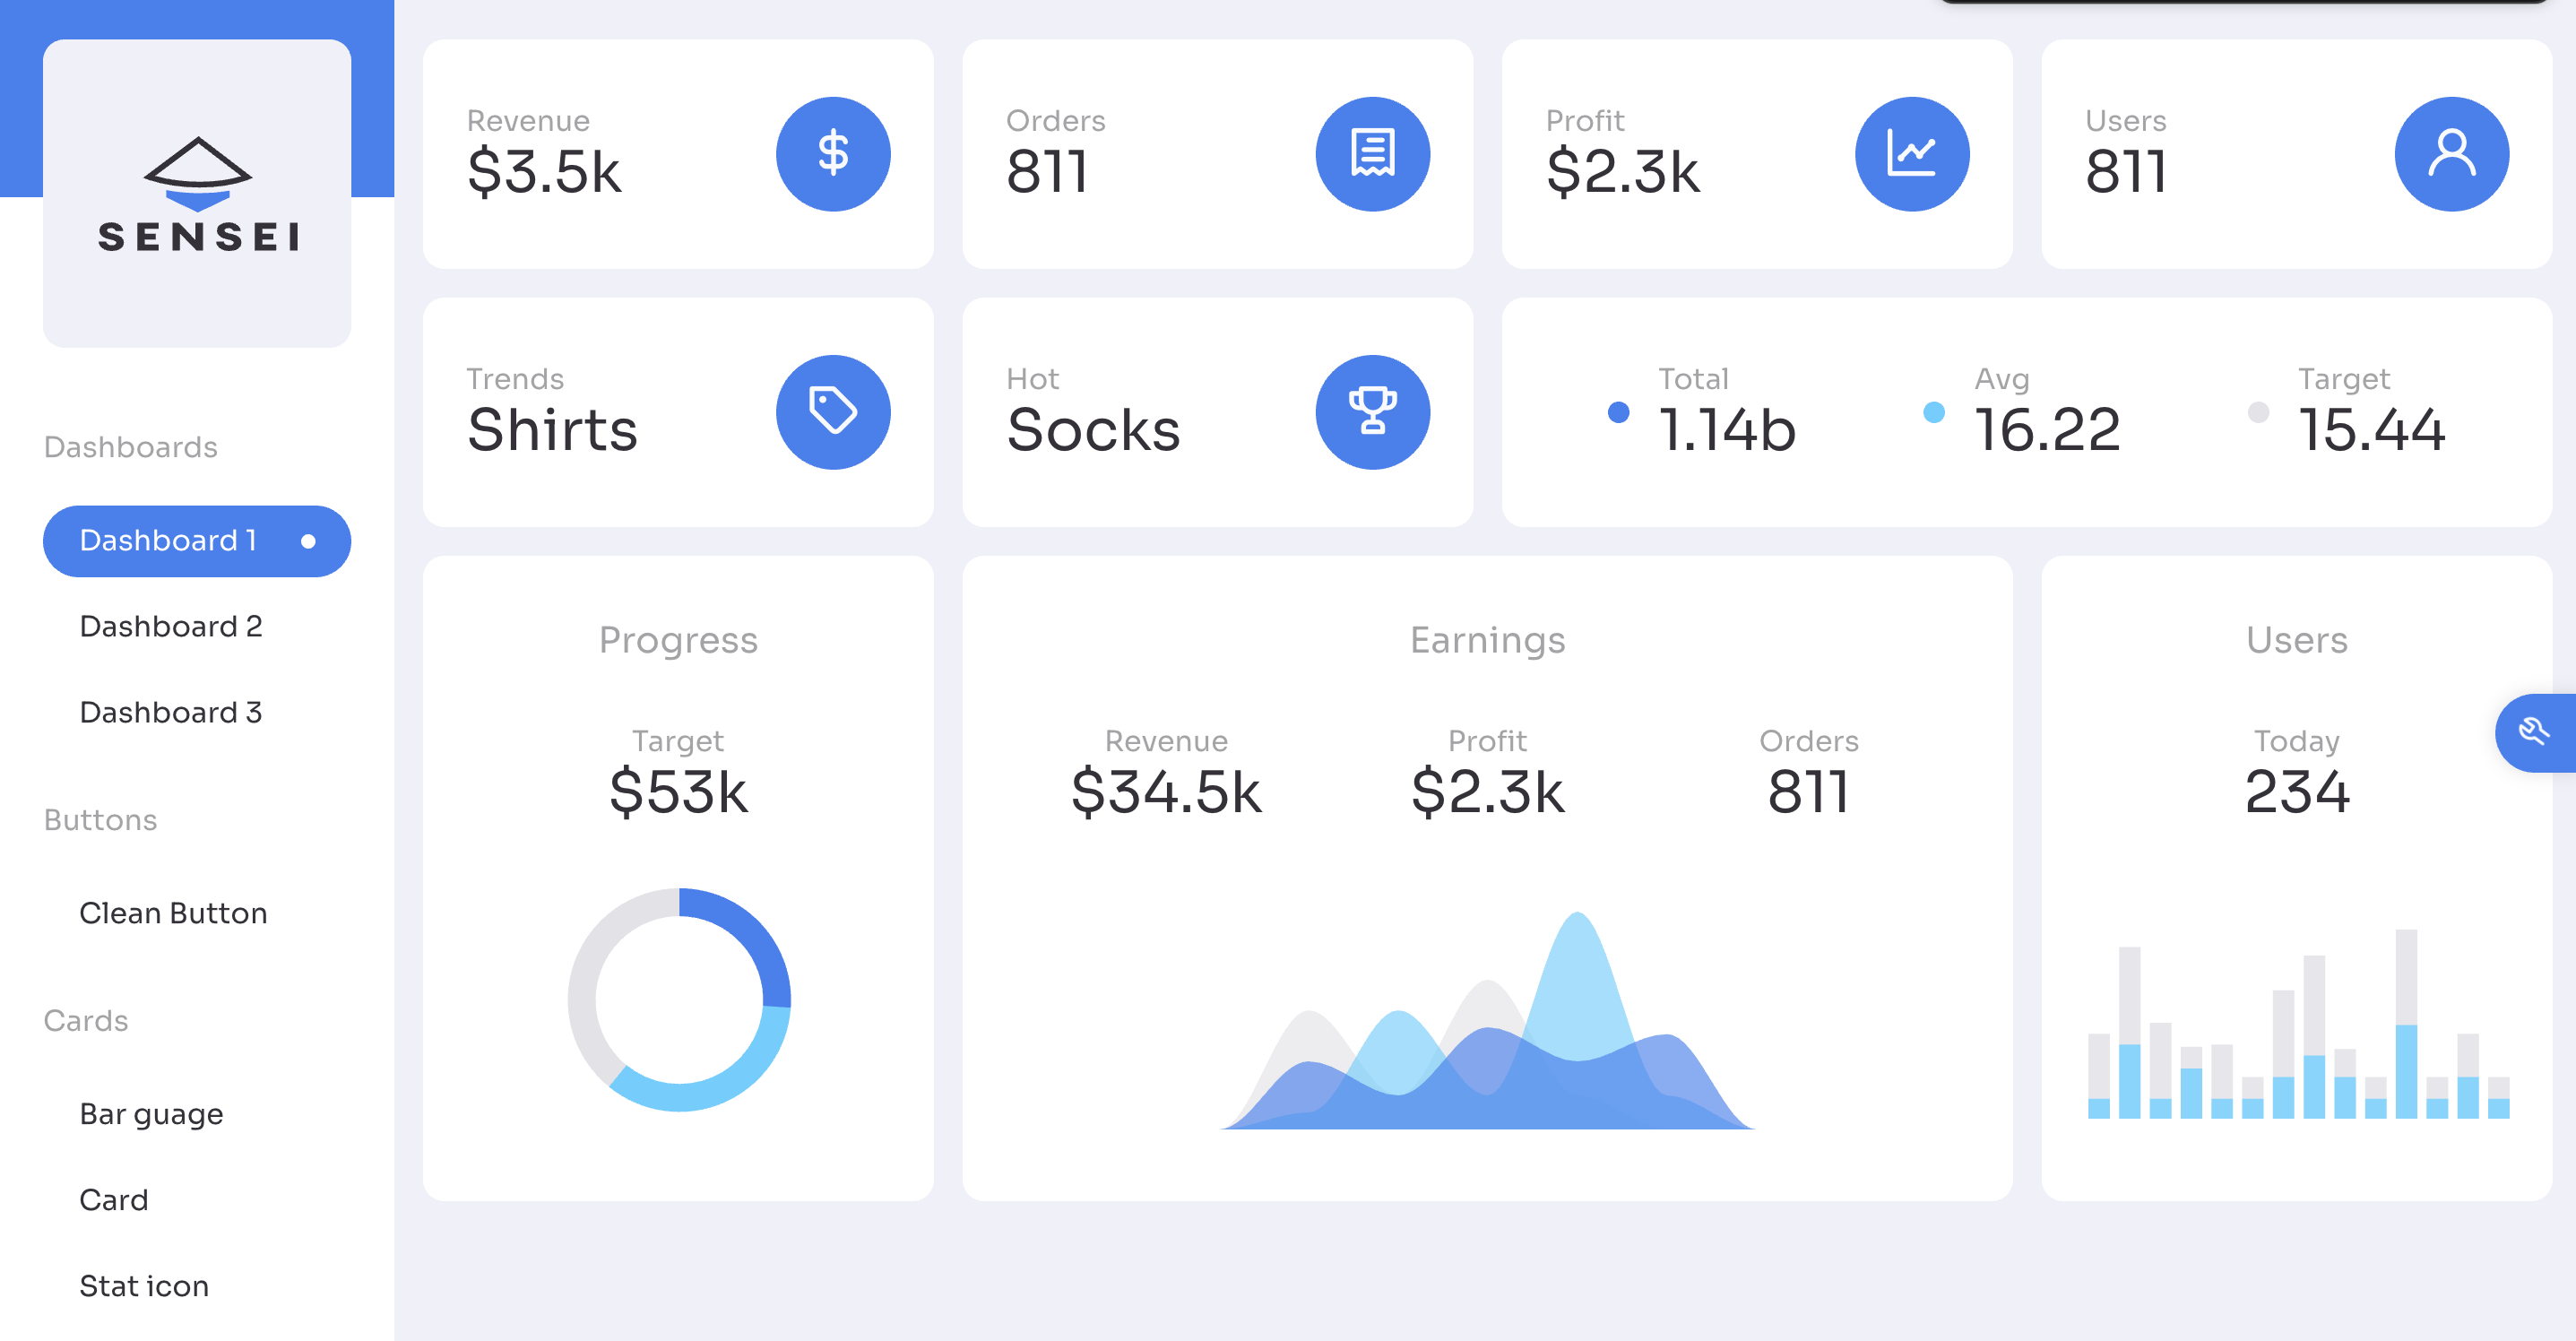 SENSEI
Dashboards
Dashboard 1
Dashboard 2
Dashboard 3
Buttons
Clean Button
Cards
Bar guage
Card
Stat icon
Revenue
$3.5k
Orders
811
Profit
$2.3k
Users
811
Trends
Shirts
Hot
Socks
Total
1.14b
Avg
16.22
Target
15.44
Progress
Target
$53k
Earnings
Revenue
$34.5k
Profit
$2.3k
Orders
811
Users
Today
234